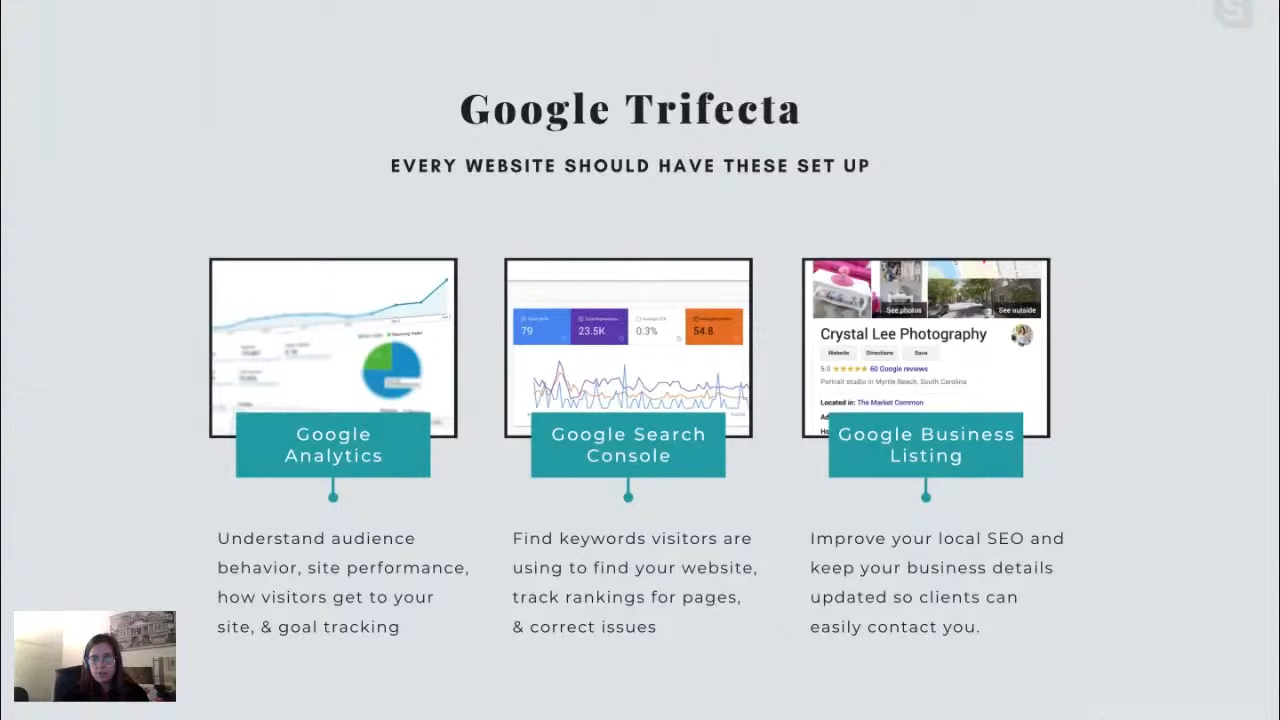 Google Trifecta
EVERY WEBSITE SHOULD HAVE THESE SET UP
79
23.5K
0.3%
54.8
See photos
See outside
Crystal Lee Photography
Website
Directions
Save
5.0 ★★★★★ 60 Google reviews
Portrait studio in Myrtle Beach, South Carolina
Located in: The Market Common
Google
Analytics
Google Search
Console
Google Business
Listing
Understand audience
behavior, site performance,
how visitors get to your
site, & goal tracking
Find keywords visitors are
using to find your website,
track rankings for pages,
& correct issues
Improve your local SEO and
keep your business details
updated so clients can
easily contact you.